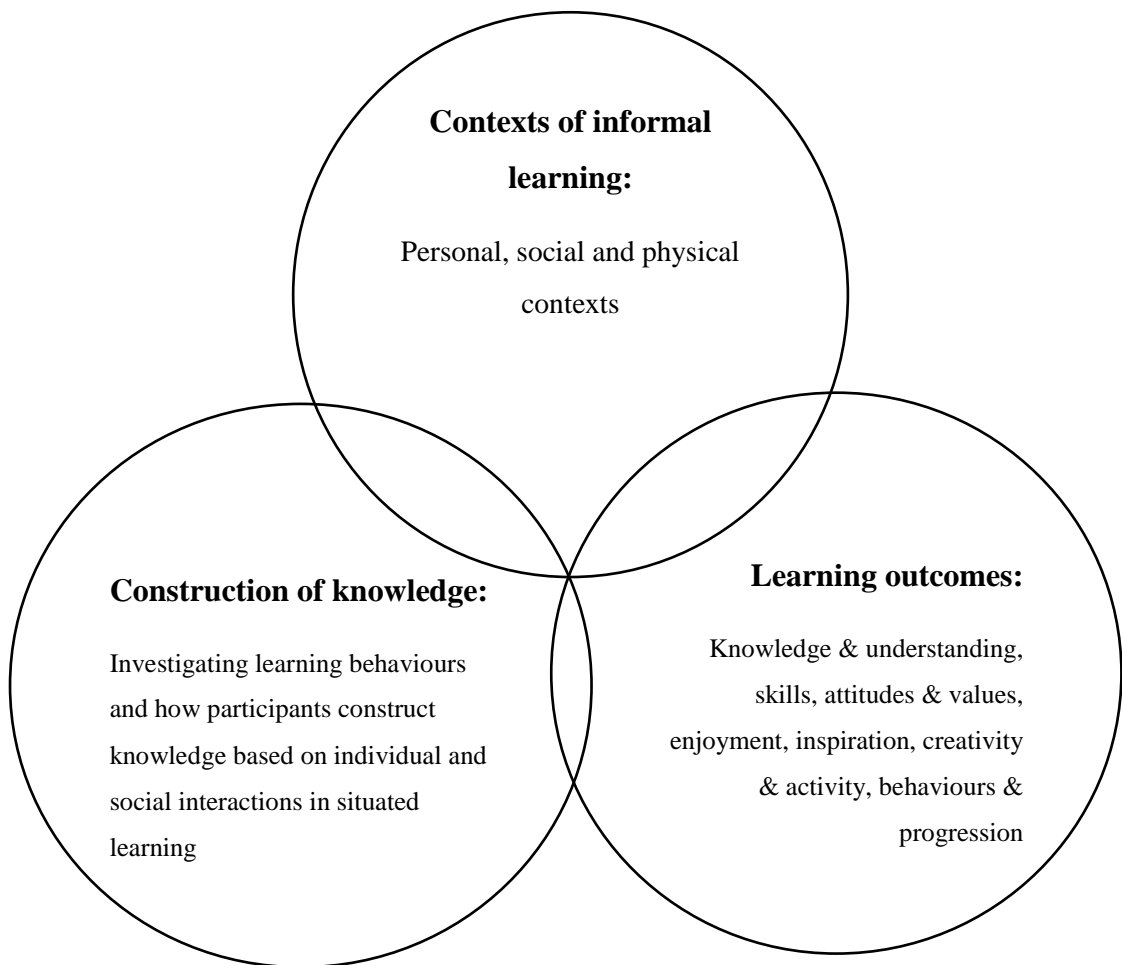 Contexts of informal
learning:
Personal, social and physical
contexts
Construction of knowledge:
Investigating learning behaviours
and how participants construct
knowledge based on individual and
social interactions in situated
learning
Learning outcomes:
Knowledge & understanding,
skills, attitudes & values,
enjoyment, inspiration, creativity
& activity, behaviours &
progression